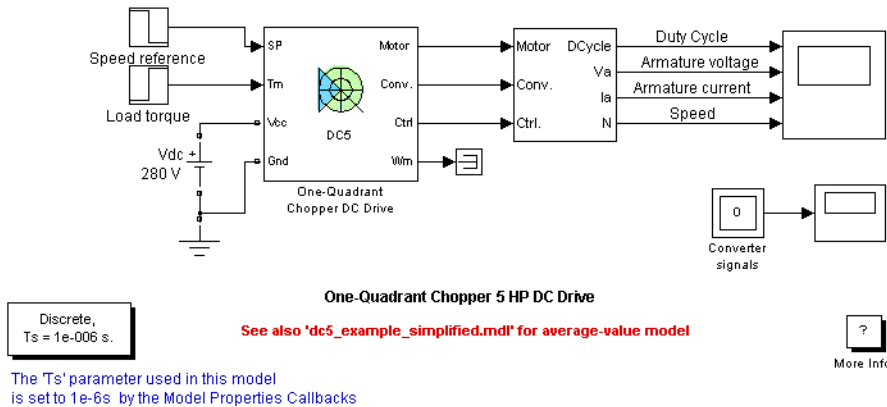 Speed reference
Load torque
Vdc +
280 V
SP
Tm
Vcc
Gnd
Motor
Conv.
Ctrl
Wm
DC5
One-Quadrant
Chopper DC Drive
Motor
Conv.
Ctrl.
DCycle
Va
Ia
N
Duty Cycle
Armature voltage
Armature current
Speed
0
Converter
signals
One-Quadrant Chopper 5 HP DC Drive
See also 'dc5_example_simplified.mdl' for average-value model
Discrete,
Ts = 1e-006 s.
The 'Ts' parameter used in this model
is set to 1e-6s by the Model Properties Callbacks
?
More Info